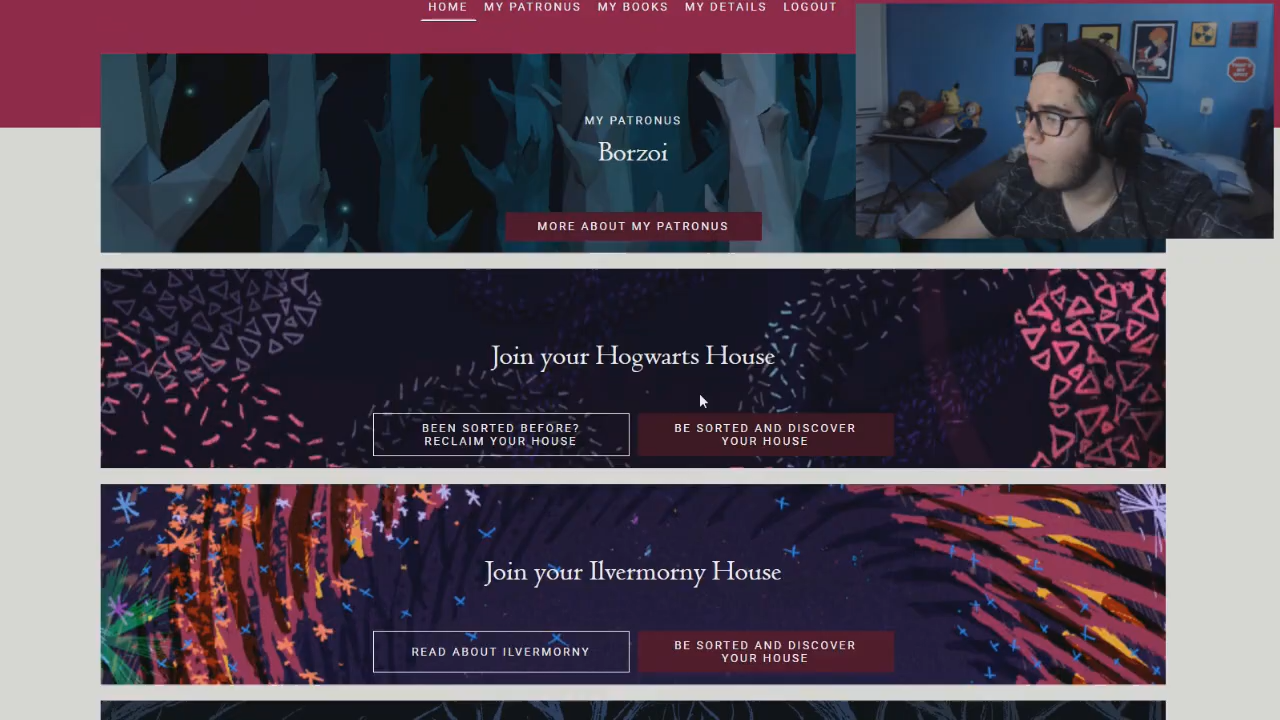 HOME MY PATRONUS MY BOOKS MY DETAILS LOGOUT
MY PATRONUS
Borzoi
MORE ABOUT MY PATRONUS
Join your Hogwarts House
BEEN SORTED BEFORE?
RECLAIM YOUR HOUSE
BE SORTED AND DISCOVER
YOUR HOUSE
Join your Ilvermorny House
READ ABOUT ILVERMORNY
BE SORTED AND DISCOVER
YOUR HOUSE